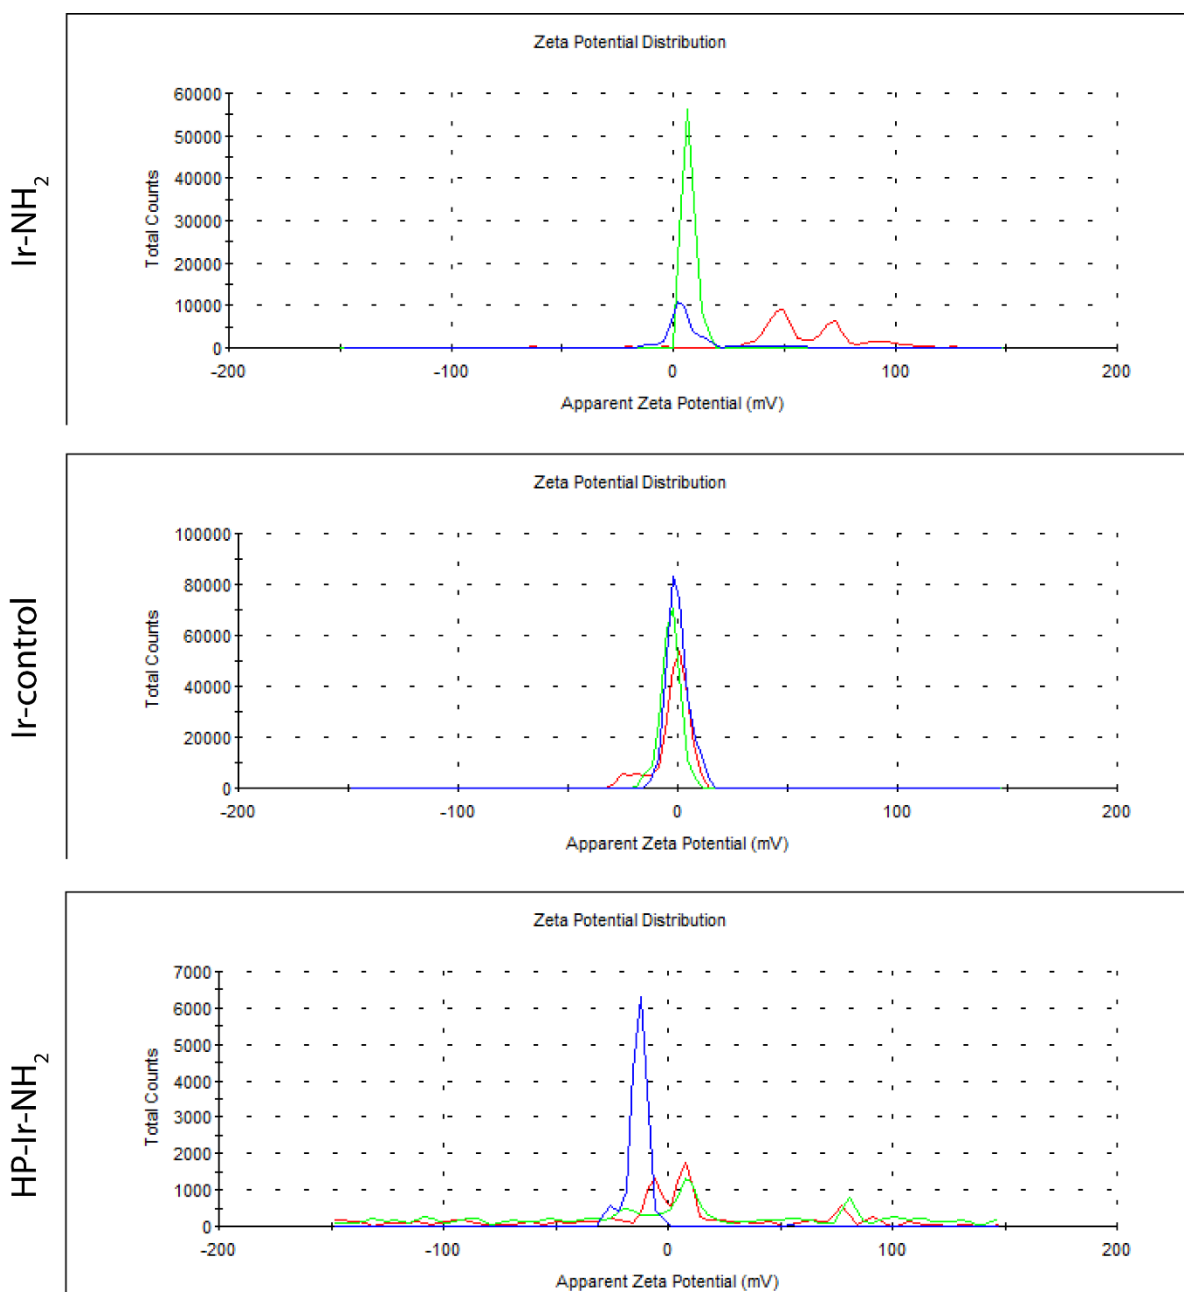 Ir-NH2
Zeta Potential Distribution
Total Counts
60000
50000
40000
30000
20000
10000
0
-200 -100 0 100 200
Apparent Zeta Potential (mV)
Ir-control
Zeta Potential Distribution
Total Counts
100000
80000
60000
40000
20000
0
-200 -100 0 100 200
Apparent Zeta Potential (mV)
HP-Ir-NH2
Zeta Potential Distribution
Total Counts
7000
6000
5000
4000
3000
2000
1000
0
-200 -100 0 100 200
Apparent Zeta Potential (mV)